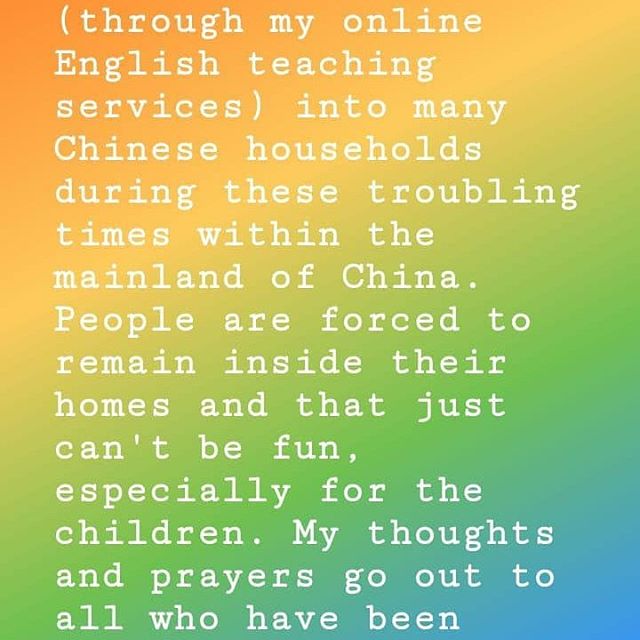 (through my online
English teaching
services) into many
Chinese households
during these troubling
times within the
mainland of China.
People are forced to
remain inside their
homes and that just
can't be fun,
especially for the
children. My thoughts
and prayers go out to
all who have been